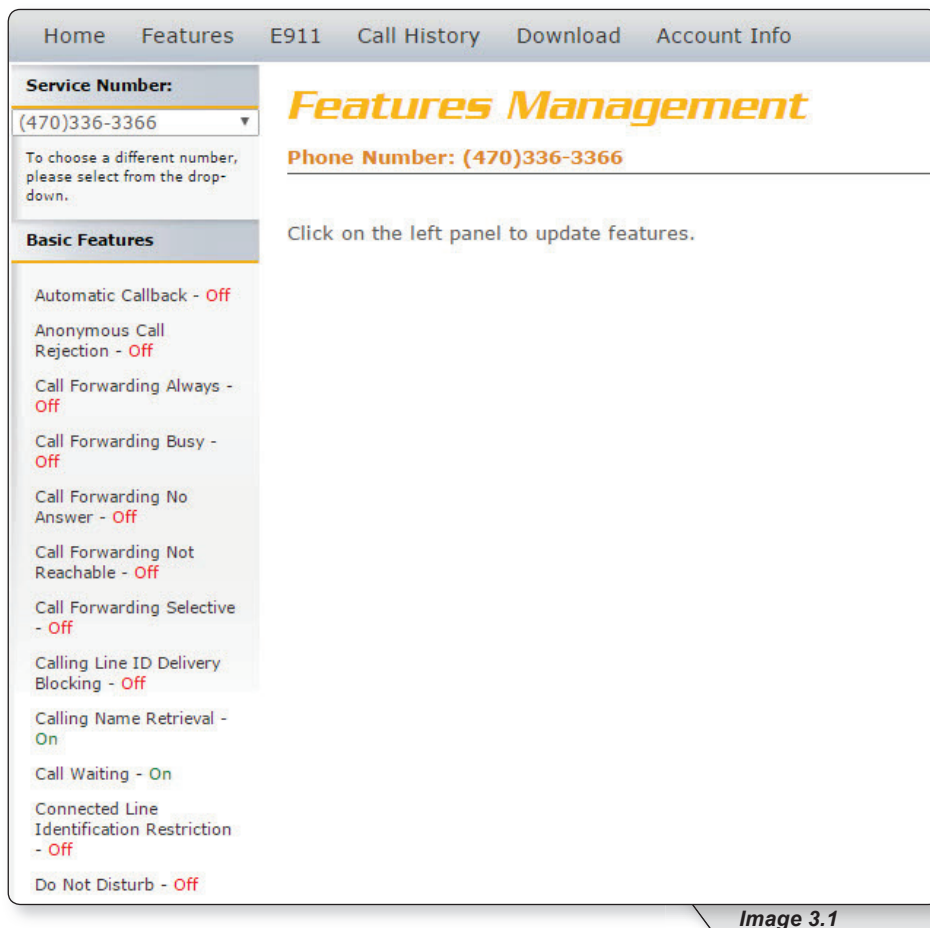 Home Features E911 Call History Download Account Info
Service Number:
(470)336-3366
To choose a different number,
please select from the drop-
down.
Basic Features
Automatic Callback - Off
Anonymous Call
Rejection - Off
Call Forwarding Always -
Off
Call Forwarding Busy -
Off
Call Forwarding No
Answer - Off
Call Forwarding Not
Reachable - Off
Call Forwarding Selective
- Off
Calling Line ID Delivery
Blocking - Off
Calling Name Retrieval -
On
Call Waiting - On
Connected Line
Identification Restriction
- Off
Do Not Disturb - Off
Features Management
Phone Number: (470)336-3366
Click on the left panel to update features.
Image 3.1